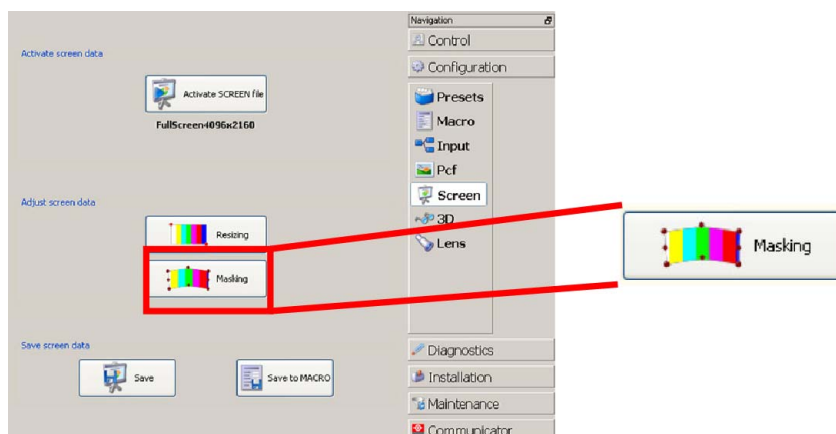 Activate screen data
Activate SCREEN file
FullScreen4096x2160
Adjust screen data
Resizing
Masking
Save screen data
Save
Save to MACRO
Navigation
Control
Configuration
Presets
Macro
Input
Pcf
Screen
3D
Lens
Diagnostics
Installation
Maintenance
Communicator
Masking